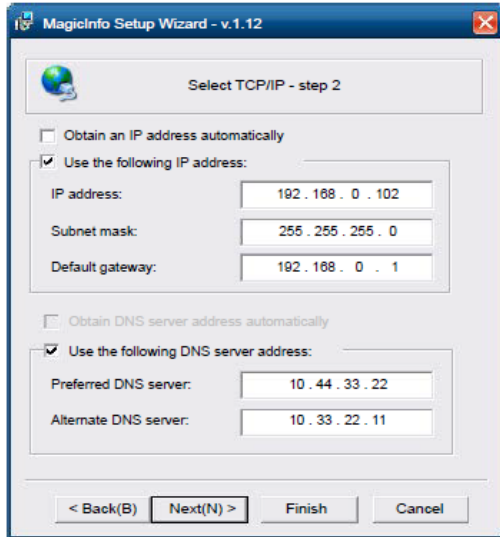 MagicInfo Setup Wizard - v.1.12
Select TCP/IP - step 2
Obtain an IP address automatically
Use the following IP address:
IP address: 192 . 168 . 0 . 102
Subnet mask: 255 . 255 . 255 . 0
Default gateway: 192 . 168 . 0 . 1
Obtain DNS server address automatically
Use the following DNS server address:
Preferred DNS server: 10 . 44 . 33 . 22
Alternate DNS server: 10 . 33 . 22 . 11
< Back(B) Next(N) > Finish Cancel